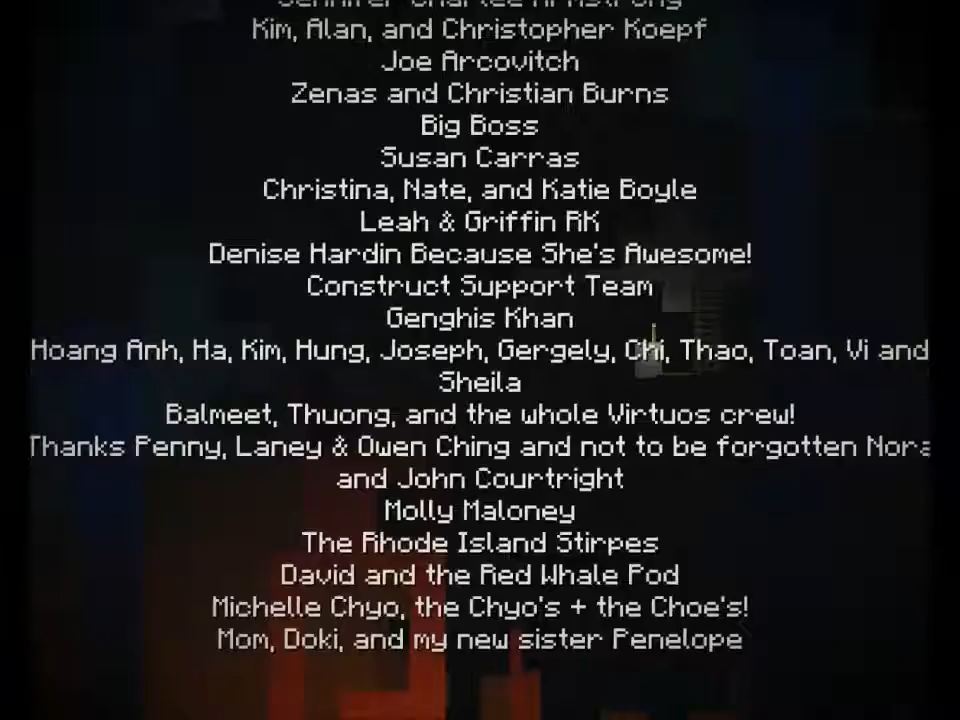 Kim, Alan, and Christopher Koepf
Joe Arcovitch
Zenas and Christian Burns
Big Boss
Susan Carras
Christina, Nate, and Katie Boyle
Leah & Griffin RK
Denise Hardin Because She's Awesome!
Construct Support Team
Genghis Khan
Hoang Anh, Ha, Kim, Hung, Joseph, Gergely, Chi, Thao, Toan, Vi and
Sheila
Balmeet, Thuong, and the whole Virtuos crew!
Thanks Penny, Laney & Owen Ching and not to be forgotten Nora
and John Courtright
Molly Maloney
The Rhode Island Stirpes
David and the Red Whale Pod
Michelle Chyo, the Chyo's + the Choe's!
Mom, Doki, and my new sister Penelope